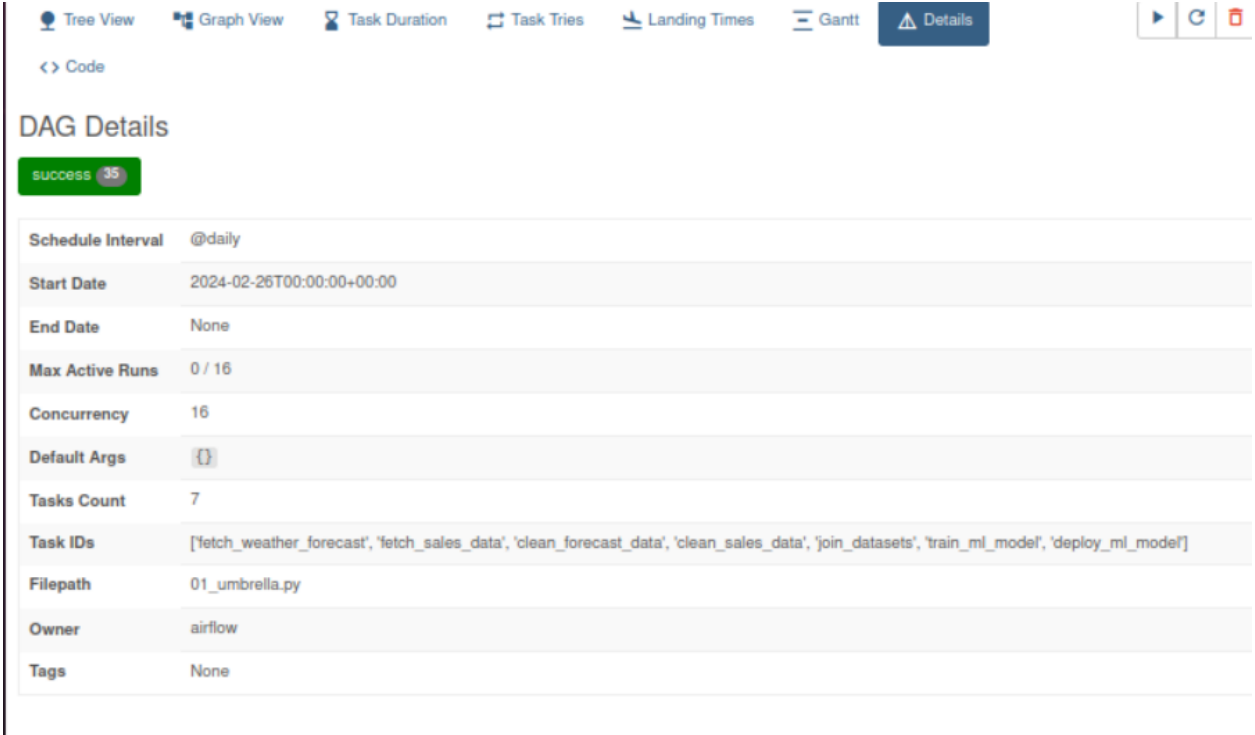 Tree View Graph View Task Duration Task Tries Landing Times Gantt Details
<> Code
DAG Details
success 35
Schedule Interval @daily
Start Date 2024-02-26T00:00:00+00:00
End Date None
Max Active Runs 0 / 16
Concurrency 16
Default Args {}
Tasks Count 7
Task IDs ['fetch_weather_forecast', 'fetch_sales_data', 'clean_forecast_data', 'clean_sales_data', 'join_datasets', 'train_ml_model', 'deploy_ml_model']
Filepath 01_umbrella.py
Owner airflow
Tags None